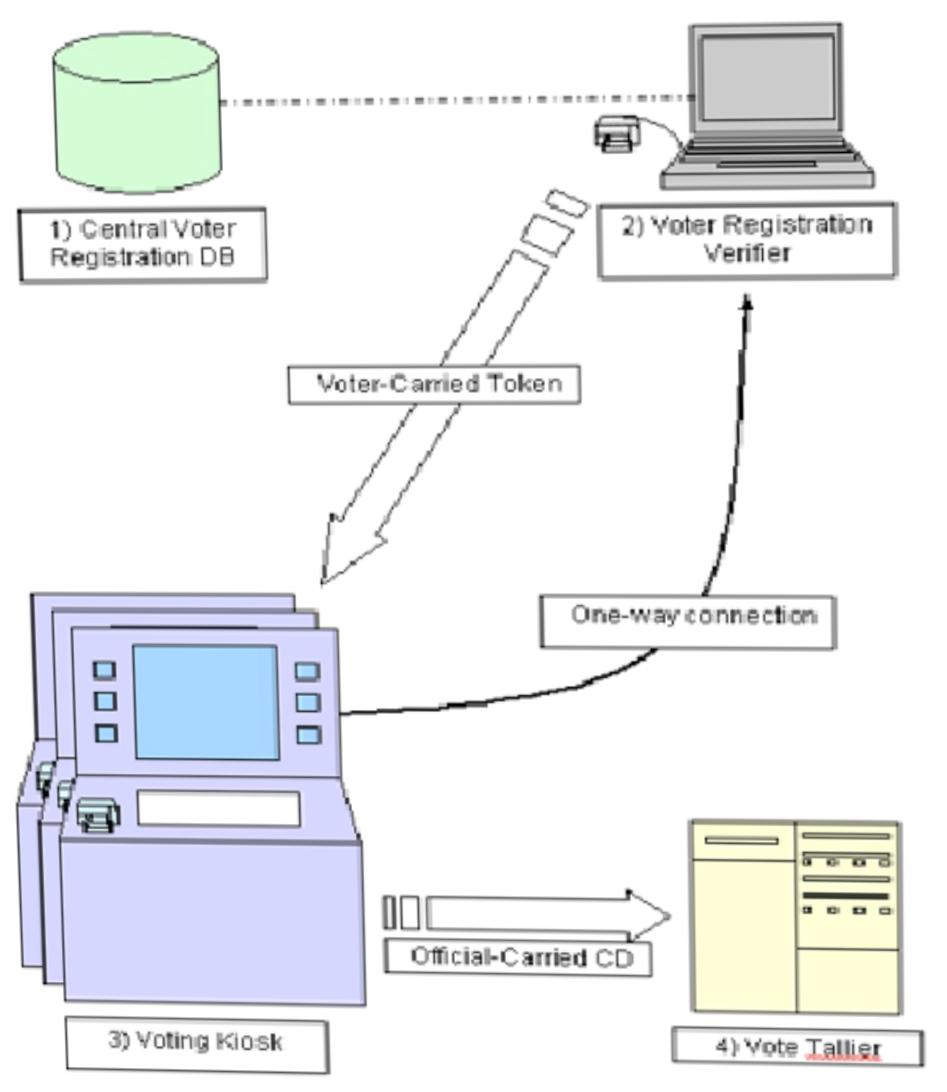 1) Central Voter
Registration DB
2) Voter Registration
Verifier
Voter-Carried Token
One-way connection
Official-Carried CD
3) Voting Kiosk
4) Vote Tallier